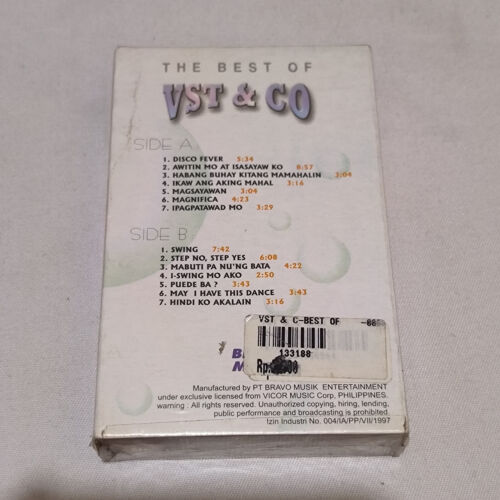 THE BEST OF
VST & CO
SIDE A
1. DISCO FEVER 5:34
2. AWITIN MO AT ISASAYAW KO 8:57
3. HABANG BUHAY KITANG MAMAHALIN 3:04
4. IKAW ANG AKING MAHAL 3:16
5. MAGSAYAWAN 3:04
6. MAGNIFICA 4:23
7. IPAGPATAWAD MO 3:29
SIDE B
1. SWING 7:42
2. STEP NO, STEP YES 6:08
3. MABUTI PA NU'NG BATA 4:22
4. I-SWING MO AKO 2:50
5. PUEDE BA ? 3:43
6. MAY I HAVE THIS DANCE 3:43
7. HINDI KO AKALAIN 3:16
VST & C-BEST OF
133188
Rp.
Manufactured by PT BRAVO MUSIK ENTERTAINMENT
under exclusive licensed from VICOR MUSIC Corp, PHILIPPINES.
warning . All rights reserved. Unauthorized copying, hiring, lending,
public performance and broadcasting is prohibited.
Izin Industri No. 004/IA/PP/VII/1997